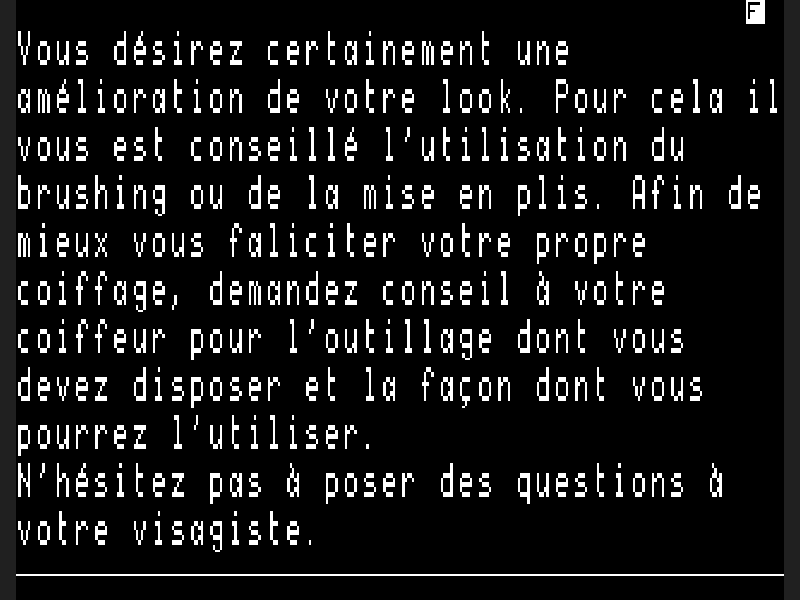 F
Vous désirez certainement une
amélioration de votre look. Pour cela il
vous est conseillé l'utilisation du
brushing ou de la mise en plis. Afin de
mieux vous faliciter votre propre
coiffage, demandez conseil à votre
coiffeur pour l'outillage dont vous
devez disposer et la façon dont vous
pourrez l'utiliser.
N'hésitez pas à poser des questions à
votre visagiste.